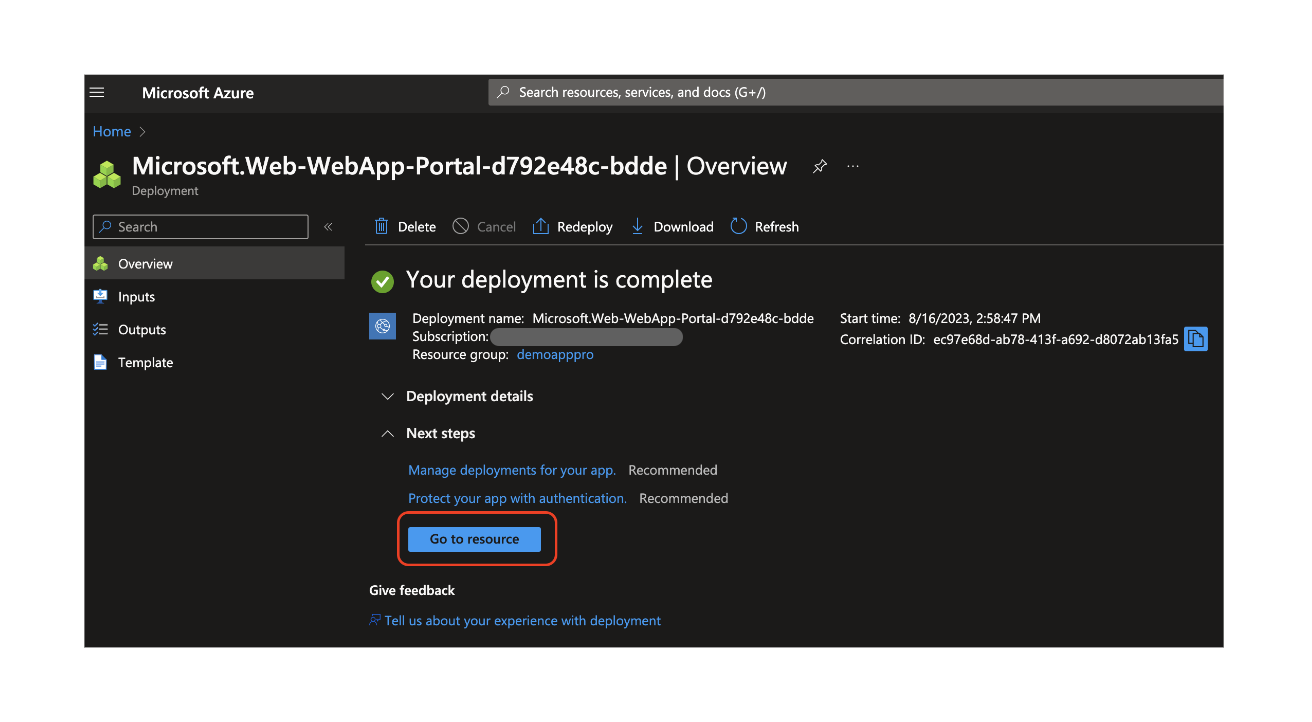 Microsoft Azure
Search resources, services, and docs (G+/)
Home >
Microsoft.Web-WebApp-Portal-d792e48c-bdde | Overview
Deployment
Search
Delete Cancel Redeploy Download Refresh
Overview
Inputs
Outputs
Template
Your deployment is complete
Deployment name: Microsoft.Web-WebApp-Portal-d792e48c-bdde
Subscription:
Resource group: demoapppro
Start time: 8/16/2023, 2:58:47 PM
Correlation ID: ec97e68d-ab78-413f-a692-d8072ab13fa5
Deployment details
Next steps
Manage deployments for your app. Recommended
Protect your app with authentication. Recommended
Go to resource
Give feedback
Tell us about your experience with deployment